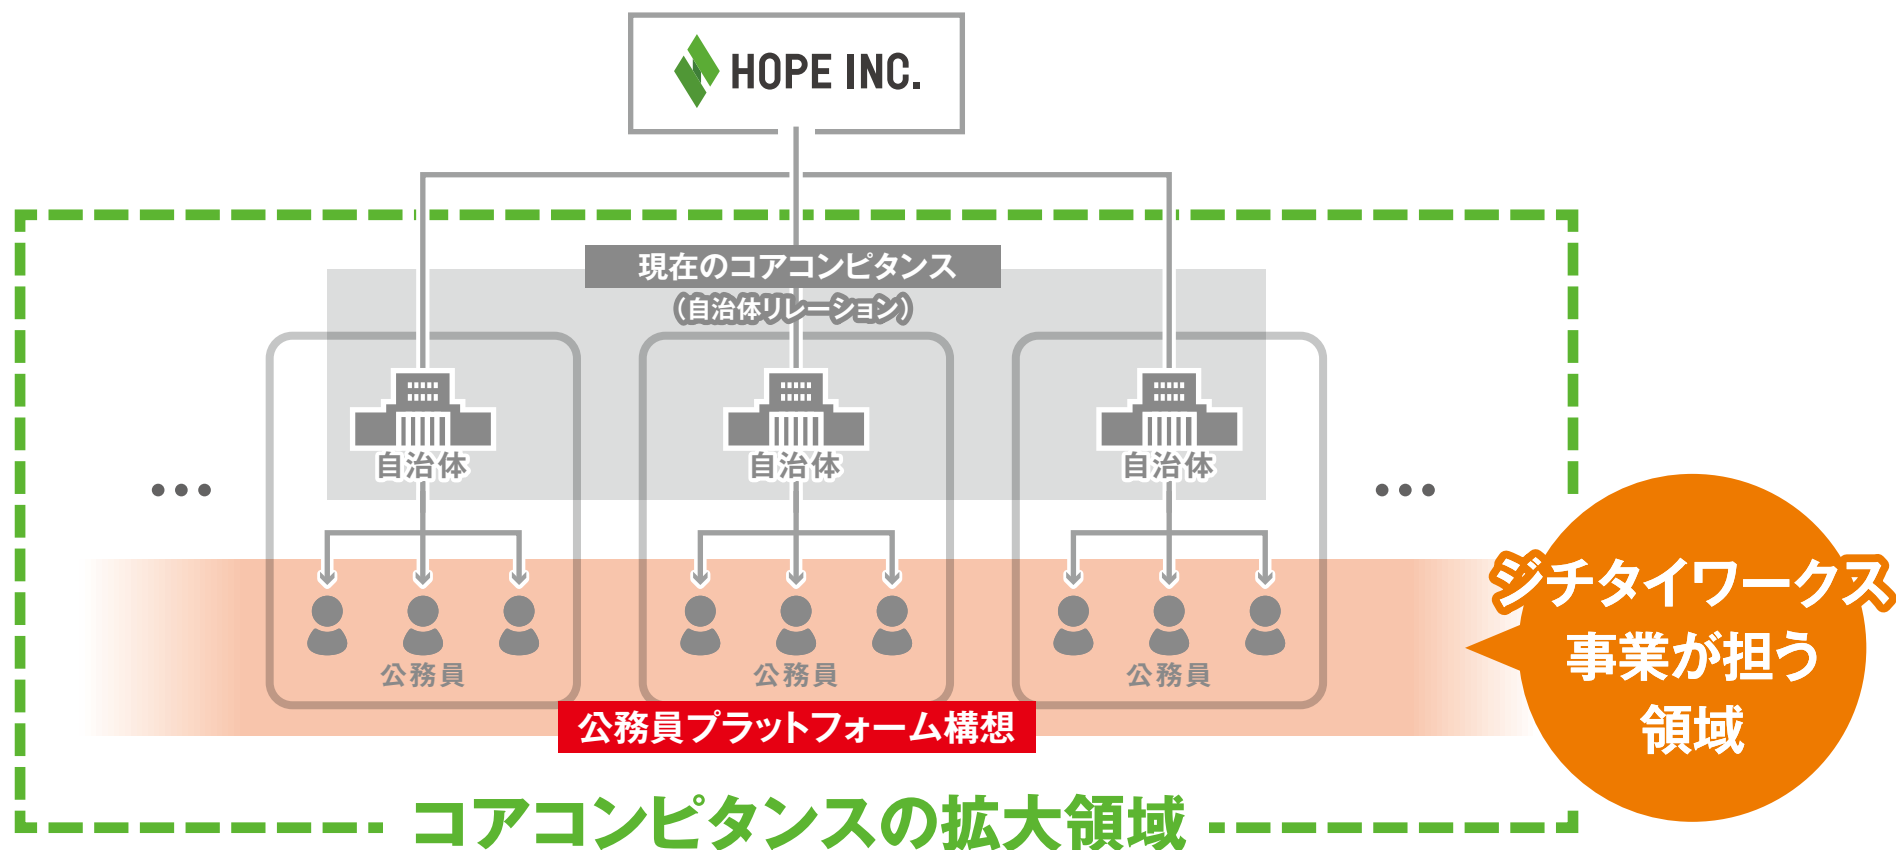 HOPE INC.
現在のコアコンピタンス
（自治体リレーション）
自治体
自治体
自治体
•••
•••
公務員
公務員
公務員
ジチタイワークス
事業が担う
領域
公務員プラットフォーム構想
コアコンピタンスの拡大領域